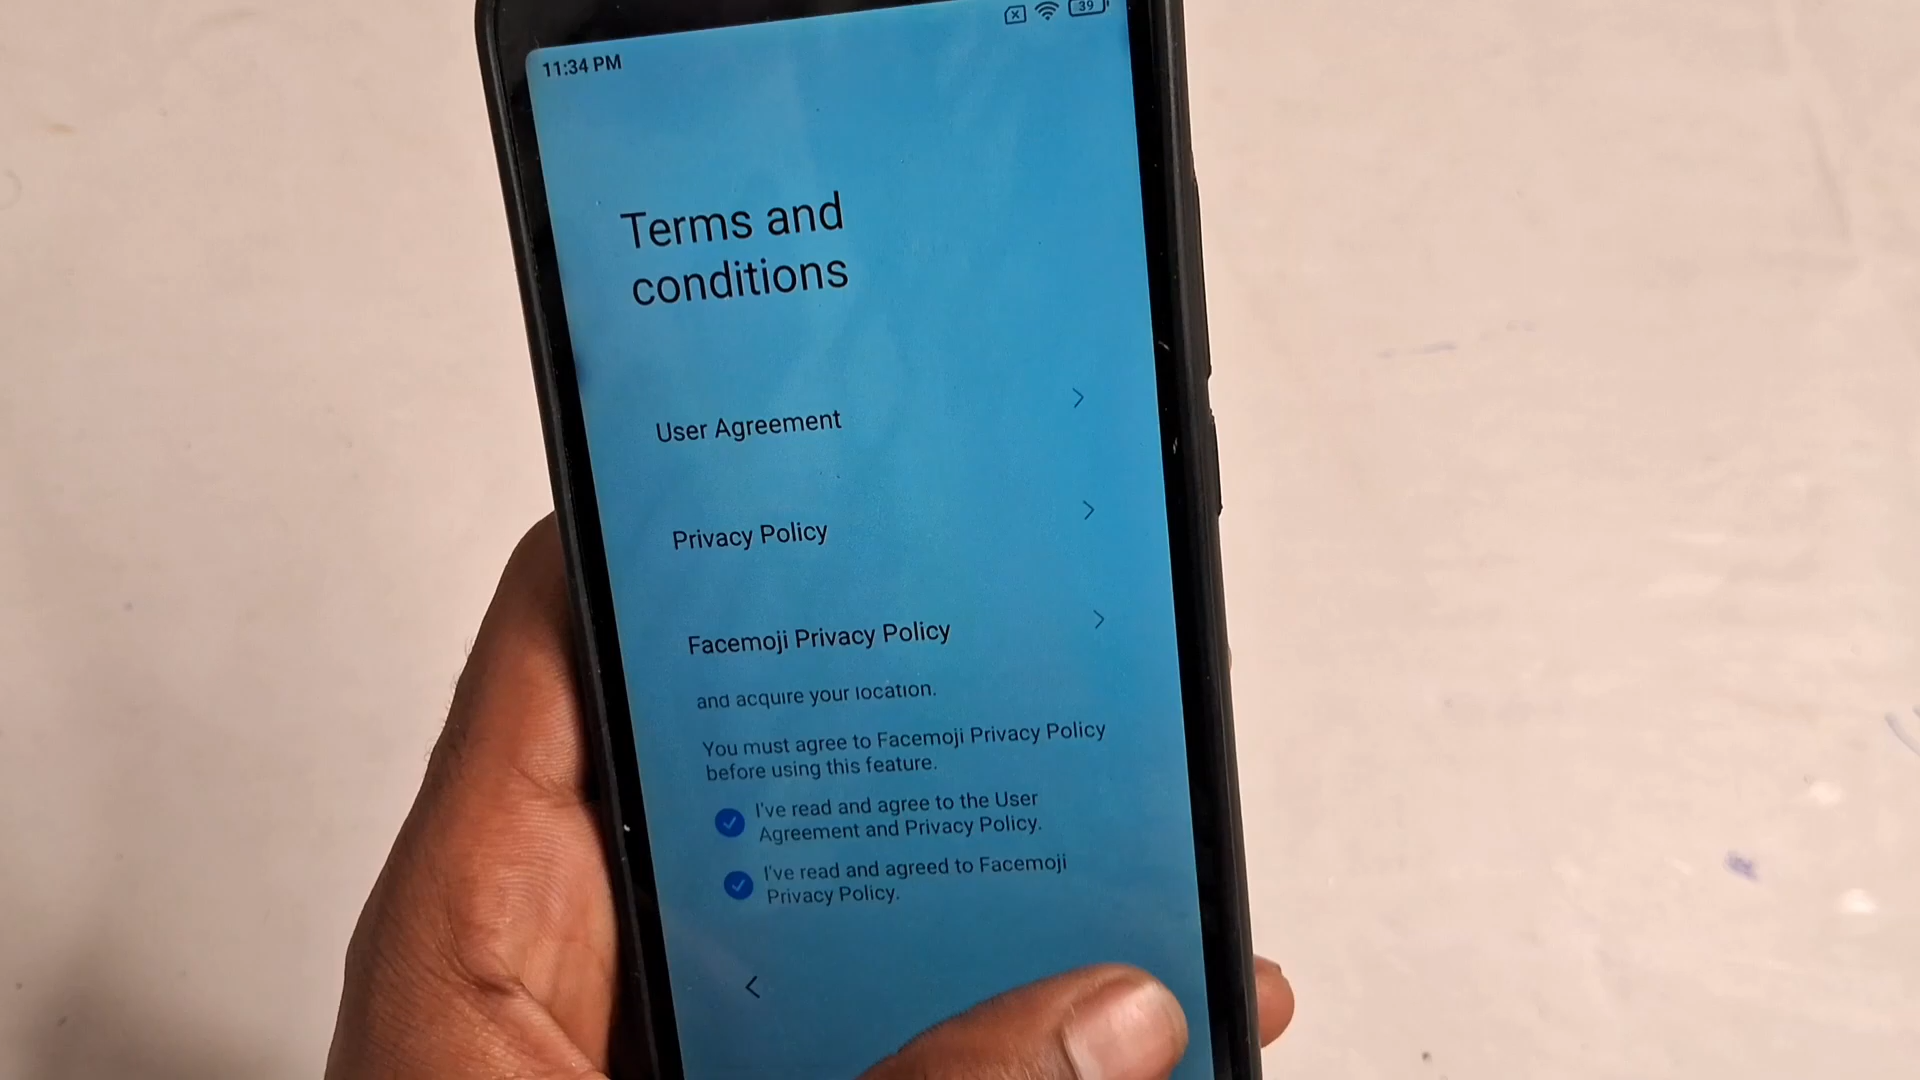 11:34 PM
39
Terms and
conditions
User Agreement
Privacy Policy
Facemoji Privacy Policy
and acquire your location.
You must agree to Facemoji Privacy Policy
before using this feature.
I've read and agree to the User
Agreement and Privacy Policy.
I've read and agreed to Facemoji
Privacy Policy.